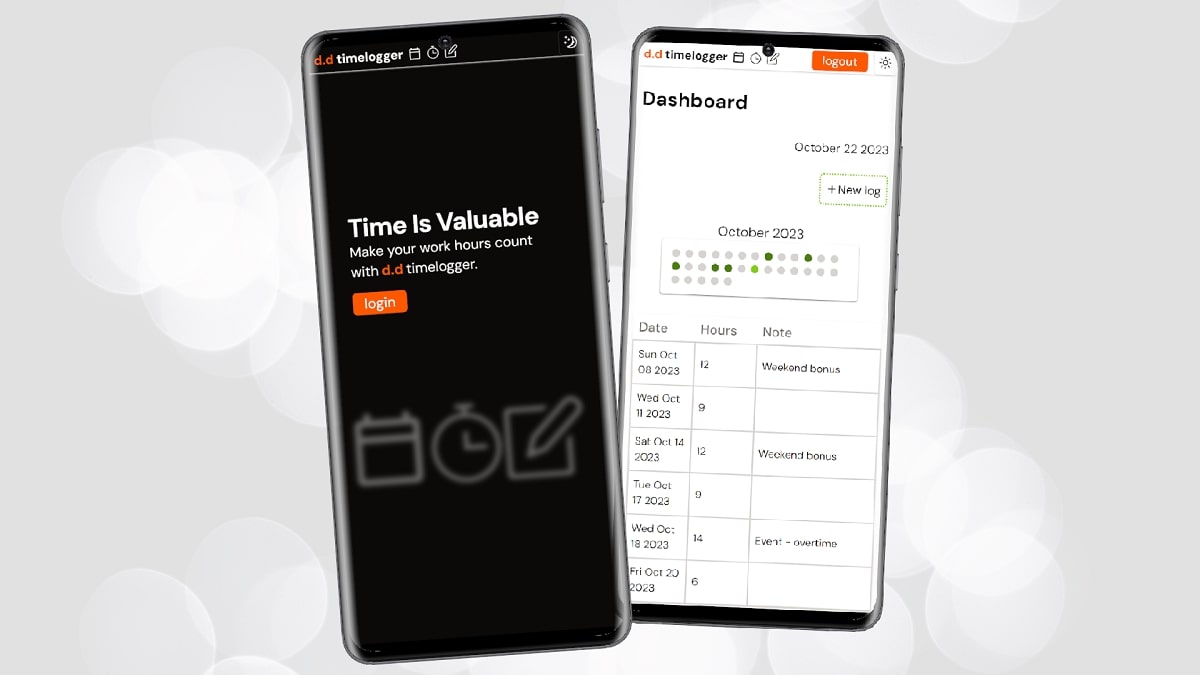 d.d timelogger
Time Is Valuable
Make your work hours count
with d.d timelogger.
login
d.d timelogger
logout
Dashboard
October 22 2023
+New log
October 2023
Date Hours Note
Sun Oct
08 2023
12
Weekend bonus
Wed Oct
11 2023
9
Sat Oct 14
2023
12
Weekend bonus
Tue Oct
17 2023
9
Wed Oct
18 2023
14
Event - overtime
Fri Oct 20
2023
6